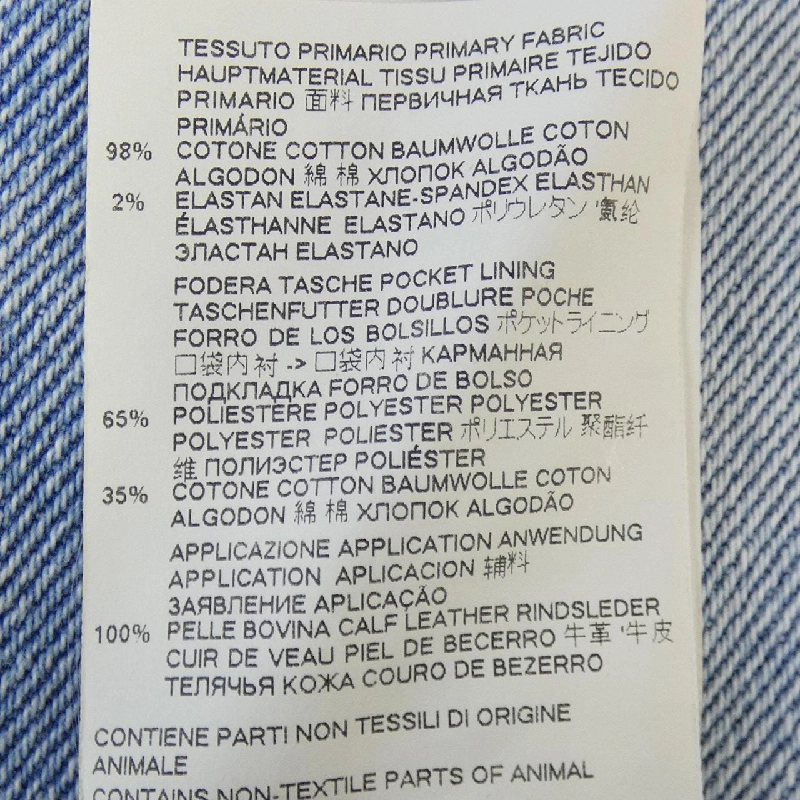 TESSUTO PRIMARIO PRIMARY FABRIC
HAUPTMATERIAL TISSU PRIMAIRE TEJIDO
PRIMARIO 面料 ПЕРВИЧНАЯ ТКАНЬ TECIDO
PRIMÁRIO
98% COTONE COTTON BAUMWOLLE COTON
ALGODON 綿 棉 ХЛОПОК ALGODÃO
2% ELASTAN ELASTANE-SPANDEX ELASTHAN
ÉLASTHANNE ELASTANO ポリウレタン '氨纶
ЭЛАСТАН ELASTANO
FODERA TASCHE POCKET LINING
TASCHENFUTTER DOUBLURE POCHE
FORRO DE LOS BOLSILLOS ポケットライニング
口袋内衬 -> 口袋内衬 КАРМАННАЯ
ПОДКЛАДКА FORRO DE BOLSO
65% POLIESTERE POLYESTER POLYESTER
POLYESTER POLIESTER ポリエステル 聚酯纤
维 ПОЛИЭСТЕР POLIÉSTER
35% COTONE COTTON BAUMWOLLE COTON
ALGODON 綿 棉 ХЛОПОК ALGODÃO
APPLICAZIONE APPLICATION ANWENDUNG
APPLICATION APLICACION 辅料
ЗАЯВЛЕНИЕ APLICAÇÃO
100% PELLE BOVINA CALF LEATHER RINDSLEDER
CUIR DE VEAU PIEL DE BECERRO 牛革 '牛皮
ТЕЛЯЧЬЯ КОЖА COURO DE BEZERRO
CONTIENE PARTI NON TESSILI DI ORIGINE
ANIMALE
CONTAINS NON-TEXTILE PARTS OF ANIMAL